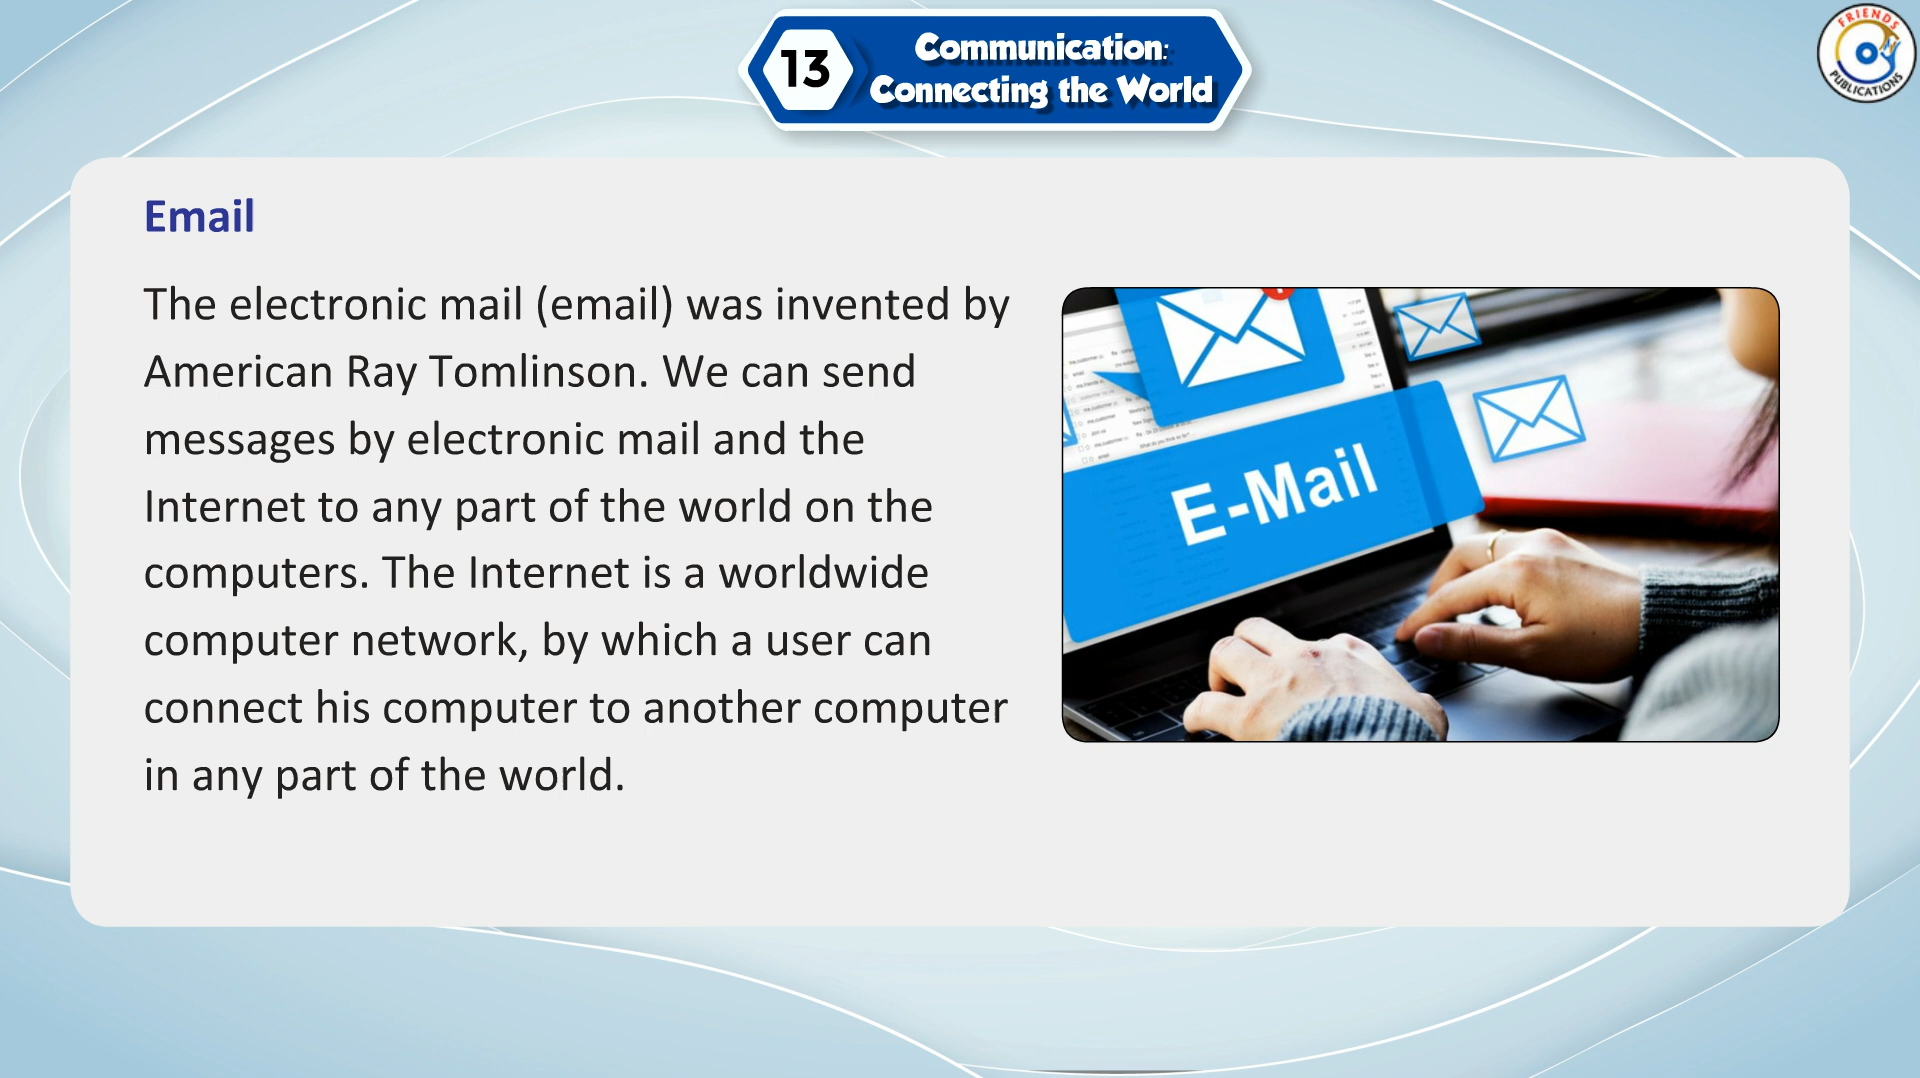 13
Communication:
Connecting the World
FRIENDS
PUBLICATIONS
Email
The electronic mail (email) was invented by
American Ray Tomlinson. We can send
messages by electronic mail and the
Internet to any part of the world on the
computers. The Internet is a worldwide
computer network, by which a user can
connect his computer to another computer
in any part of the world.
E-Mail